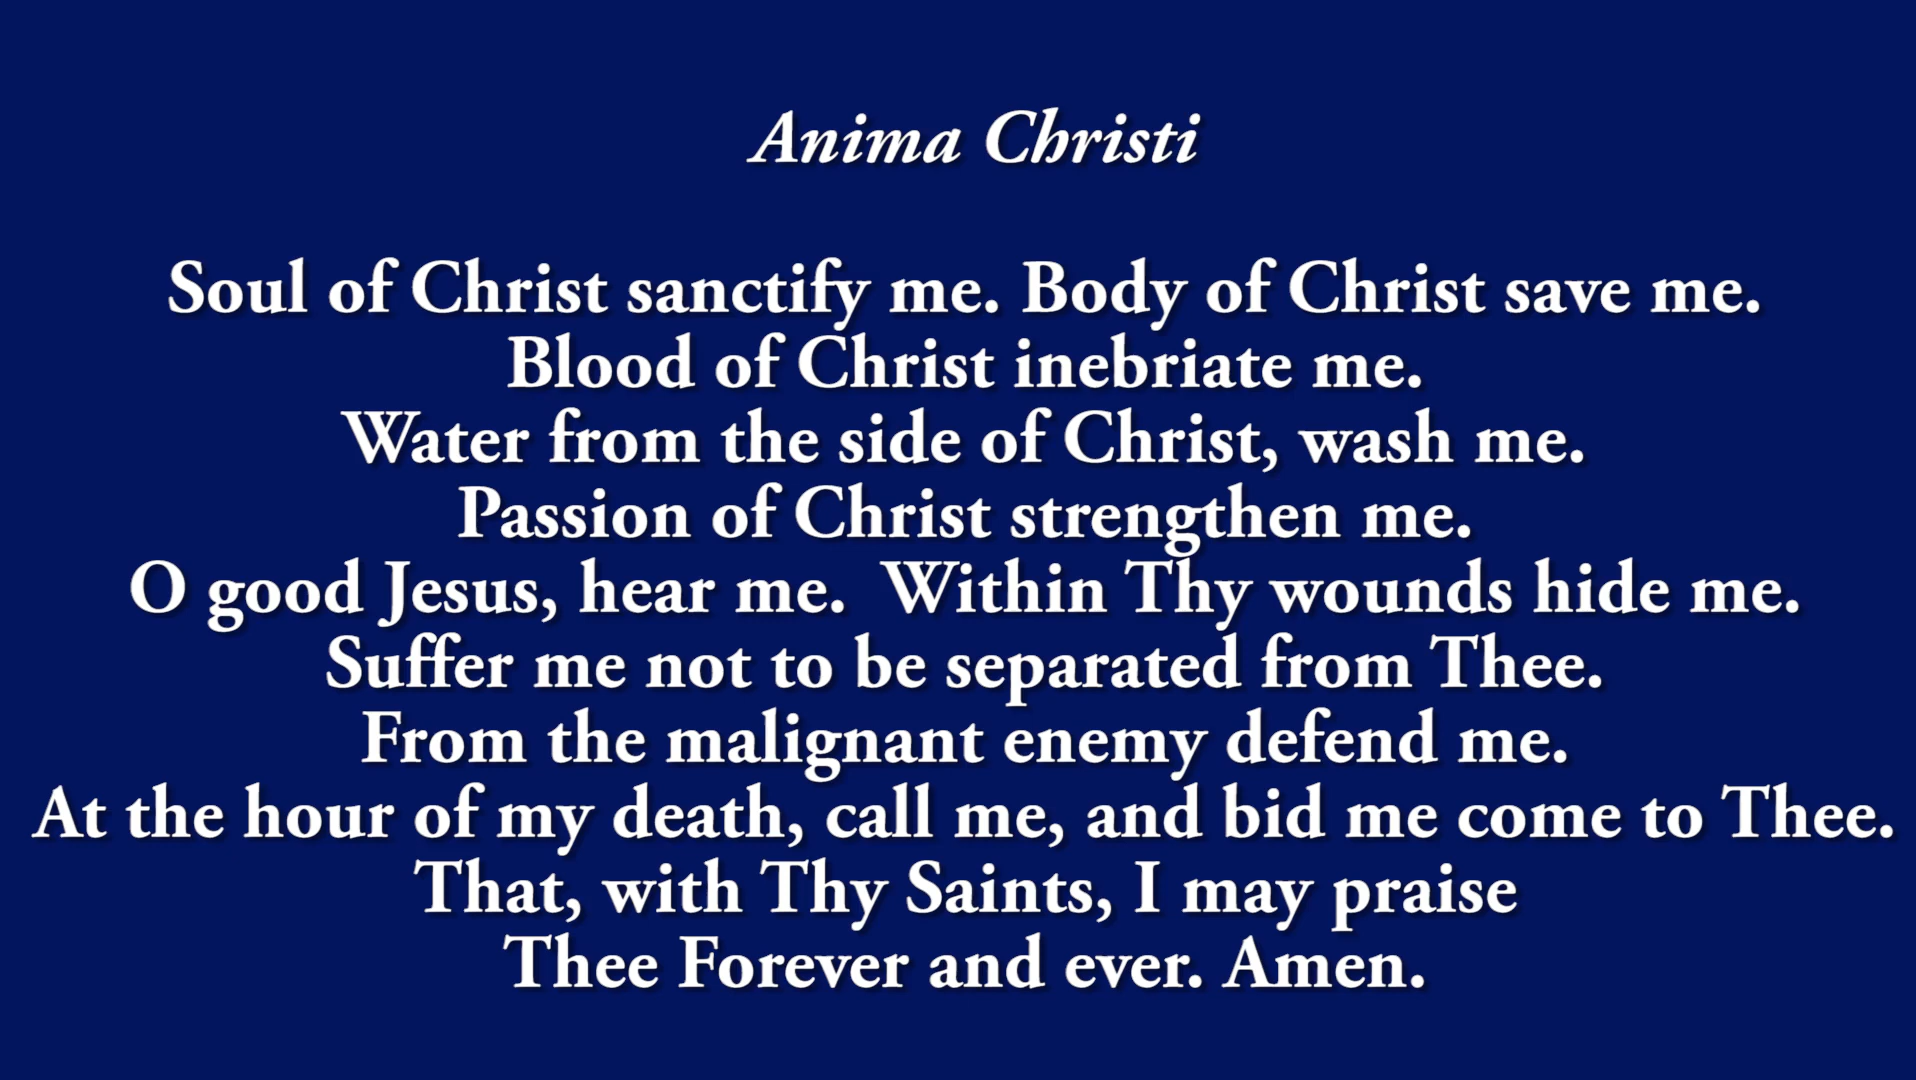 Anima Christi
Soul of Christ sanctify me. Body of Christ save me.
Blood of Christ inebriate me.
Water from the side of Christ, wash me.
Passion of Christ strengthen me.
O good Jesus, hear me.  Within Thy wounds hide me.
Suffer me not to be separated from Thee.
From the malignant enemy defend me.
At the hour of my death, call me, and bid me come to Thee.
That, with Thy Saints, I may praise
Thee Forever and ever. Amen.